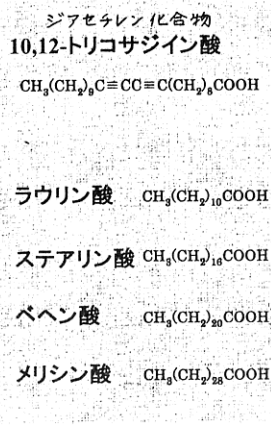 ジアセチレン化合物
10,12-トリコサジイン酸
CH₃(CH₂)₉C≡CC≡C(CH₂)₈COOH
ラウリン酸 CH₃(CH₂)₁₀COOH
ステアリン酸 CH₃(CH₂)₁₆COOH
ベヘン酸 CH₃(CH₂)₂₀COOH
メリシン酸 CH₃(CH₂)₂₈COOH